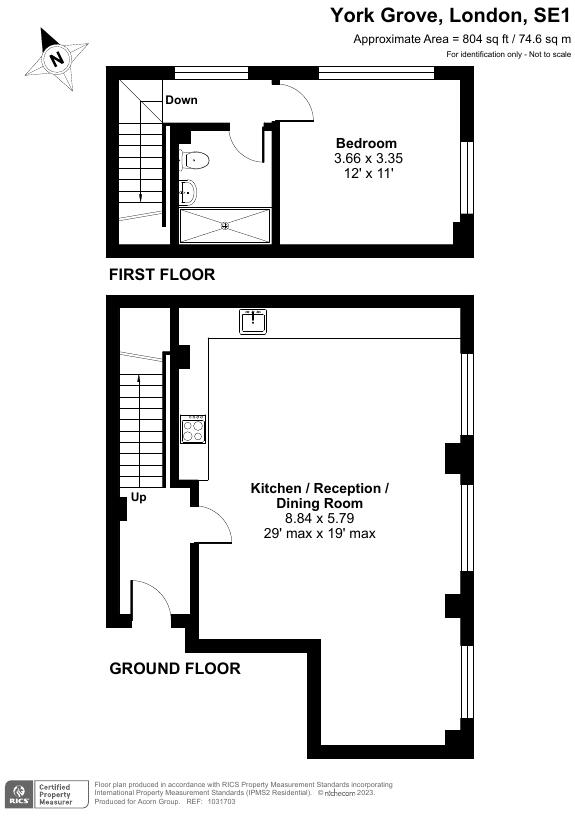 York Grove, London, SE1
Approximate Area = 804 sq ft / 74.6 sq m
For identification only - Not to scale
N
Down
Bedroom
3.66 x 3.35
12' x 11'
FIRST FLOOR
Up
Kitchen / Reception /
Dining Room
8.84 x 5.79
29' max x 19' max
GROUND FLOOR
RICS
Certified
Property
Measurer
Floor plan produced in accordance with RICS Property Measurement Standards incorporating
International Property Measurement Standards (IPMS2 Residential). © nichecom 2023.
Produced for Acorn Group. REF: 1031703